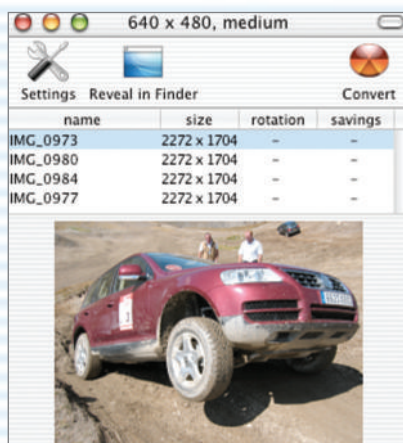 640 x 480, medium
Settings Reveal in Finder Convert
name size rotation savings
IMG_0973 2272 x 1704 - -
IMG_0980 2272 x 1704 - -
IMG_0984 2272 x 1704 - -
IMG_0977 2272 x 1704 - -
3